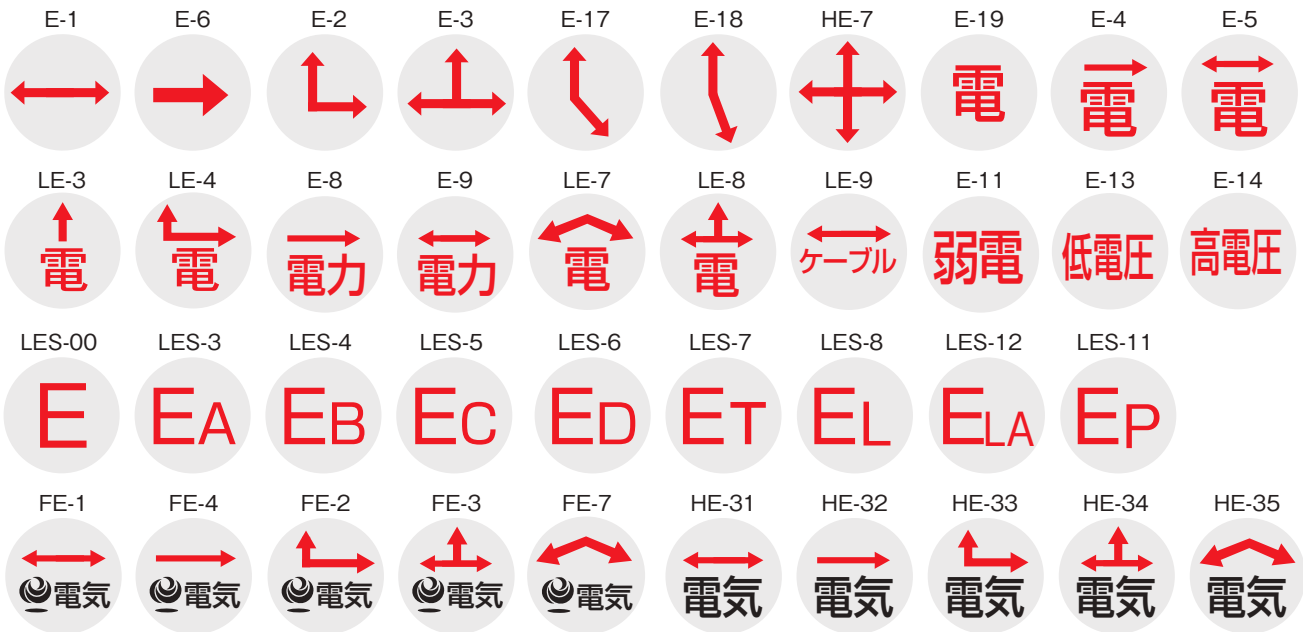 E-1 E-6 E-2 E-3 E-17 E-18 HE-7 E-19 E-4 E-5
電 電 電
LE-3 LE-4 E-8 E-9 LE-7 LE-8 LE-9 E-11 E-13 E-14
電 電 電力 電力 電 電 ケーブル 弱電 低電圧 高電圧
LES-00 LES-3 LES-4 LES-5 LES-6 LES-7 LES-8 LES-12 LES-11
E EA EB EC ED ET EL ELA EP
FE-1 FE-4 FE-2 FE-3 FE-7 HE-31 HE-32 HE-33 HE-34 HE-35
電気 電気 電気 電気 電気 電気 電気 電気 電気 電気